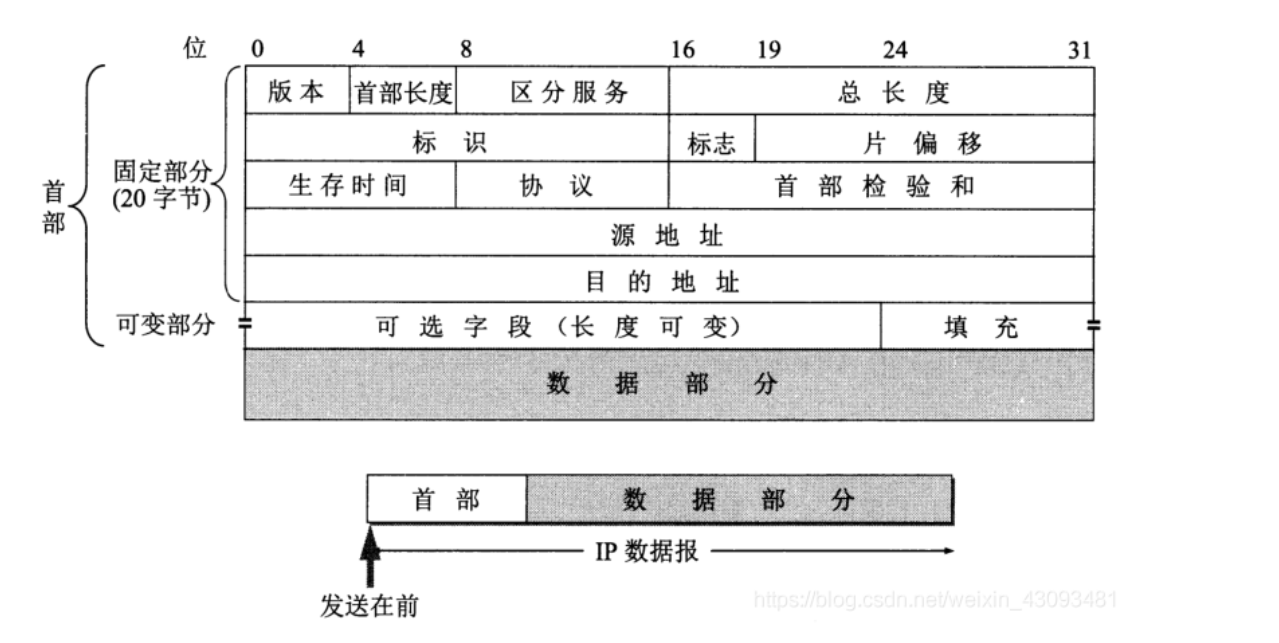 位 0 4 8 16 19 24 31
版本 首部长度 区分服务 总长度
标识 标志 片偏移
固定部分
(20 字节)
生存时间 协议 首部检验和
首部
源地址
目的地址
可变部分 可选字段（长度可变） 填充
数据部分
首部 数据部分
IP 数据报
发送在前
https://blog.csdn.net/weixin_43093481